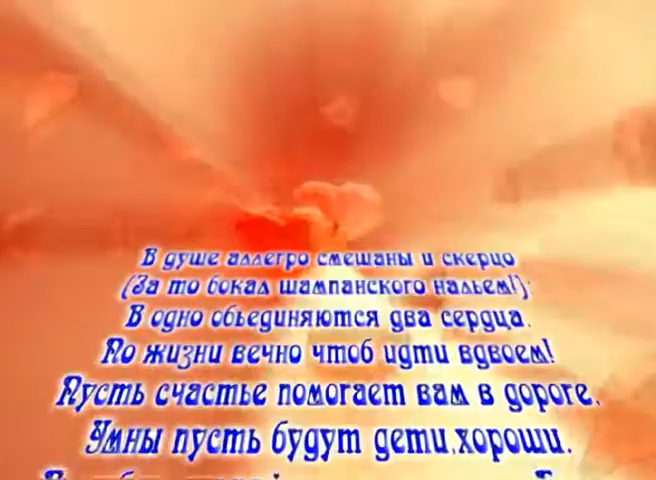 В душе аллегро смешаны и скерцо
(За то бокал шампанского нальем!):
В одно объединяются два сердца,
По жизни вечно чтоб идти вдвоем!
Пусть счастье помогает вам в дороге,
Умны пусть будут дети,хороши.